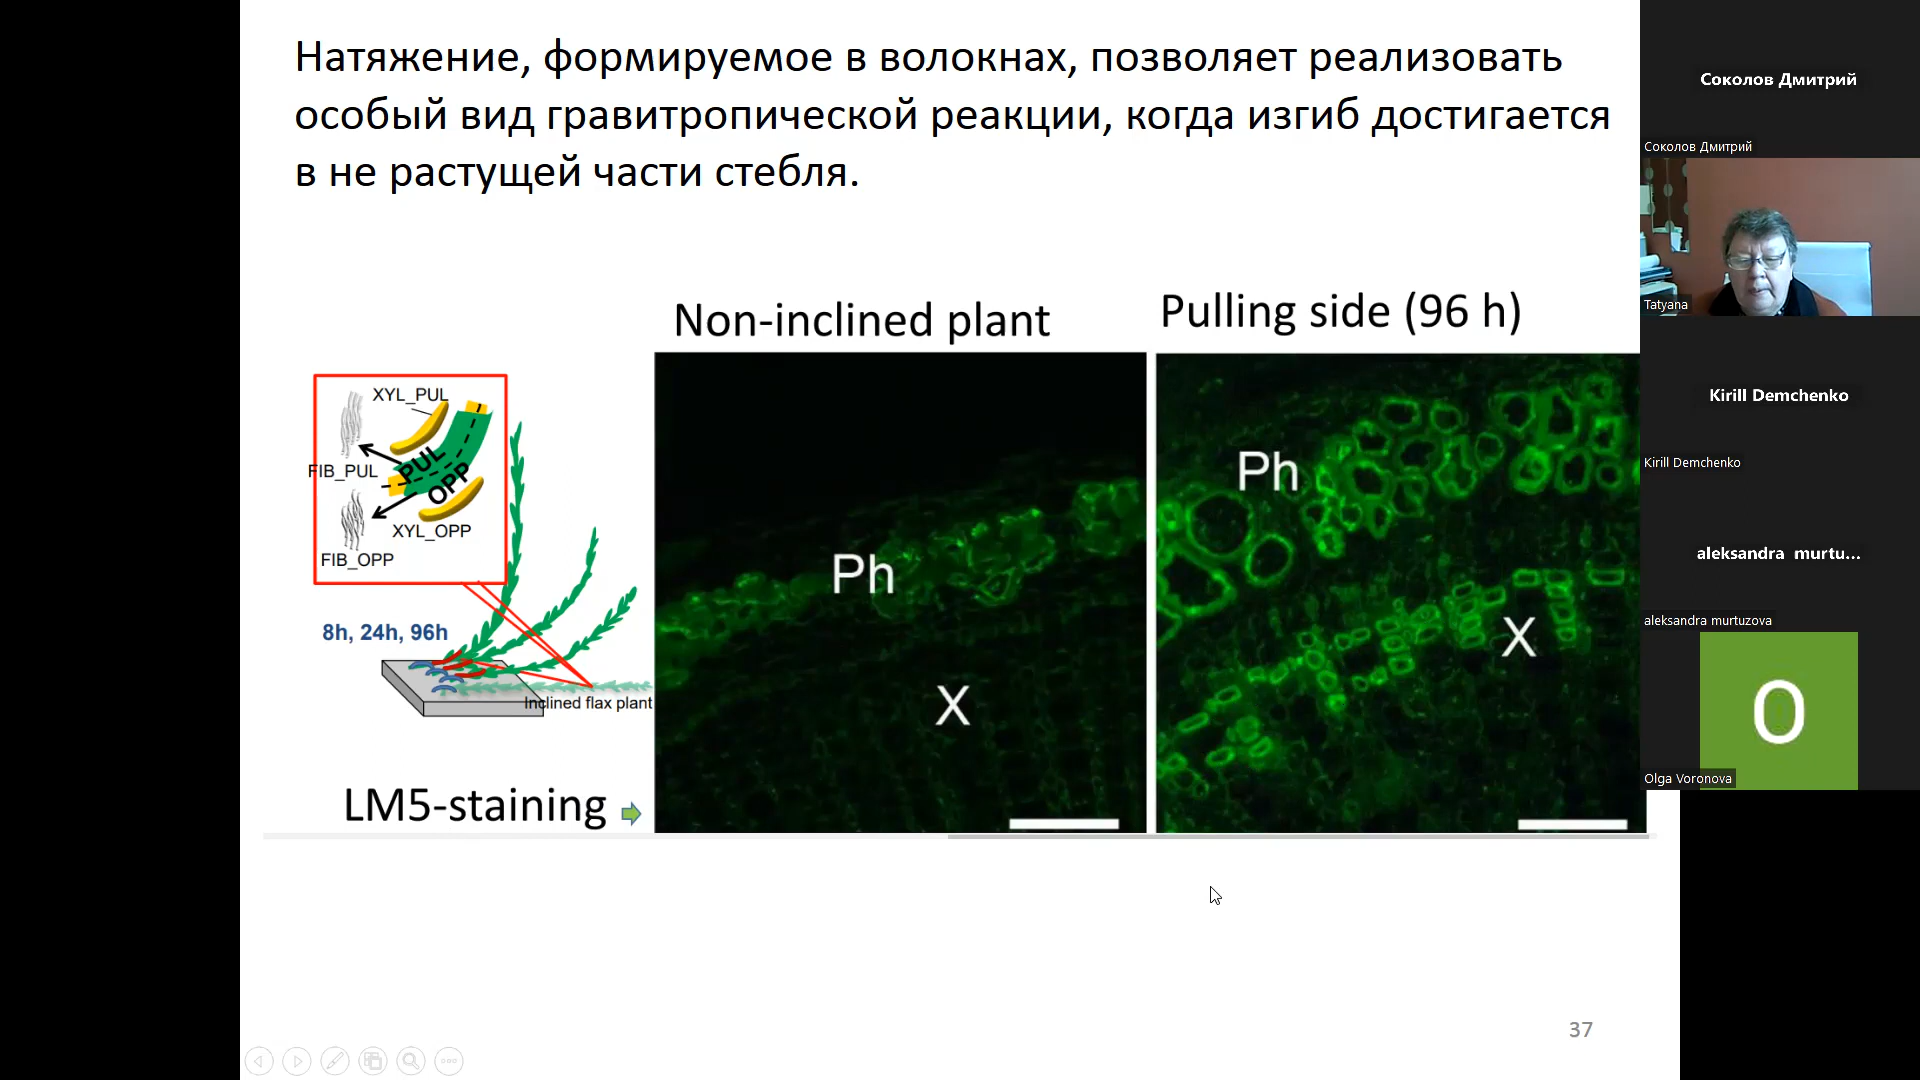 Натяжение, формируемое в волокнах, позволяет реализовать
особый вид гравитропической реакции, когда изгиб достигается
в не растущей части стебля.
Non-inclined plant
Pulling side (96 h)
XYL_PUL
FIB_PUL
PUL
OPP
XYL_OPP
FIB_OPP
8h, 24h, 96h
Inclined flax plant
LM5-staining
Ph
X
Ph
X
37
Соколов Дмитрий
Соколов Дмитрий
Tatyana
Kirill Demchenko
Kirill Demchenko
aleksandra murtu...
aleksandra murtuzova
O
Olga Voronova